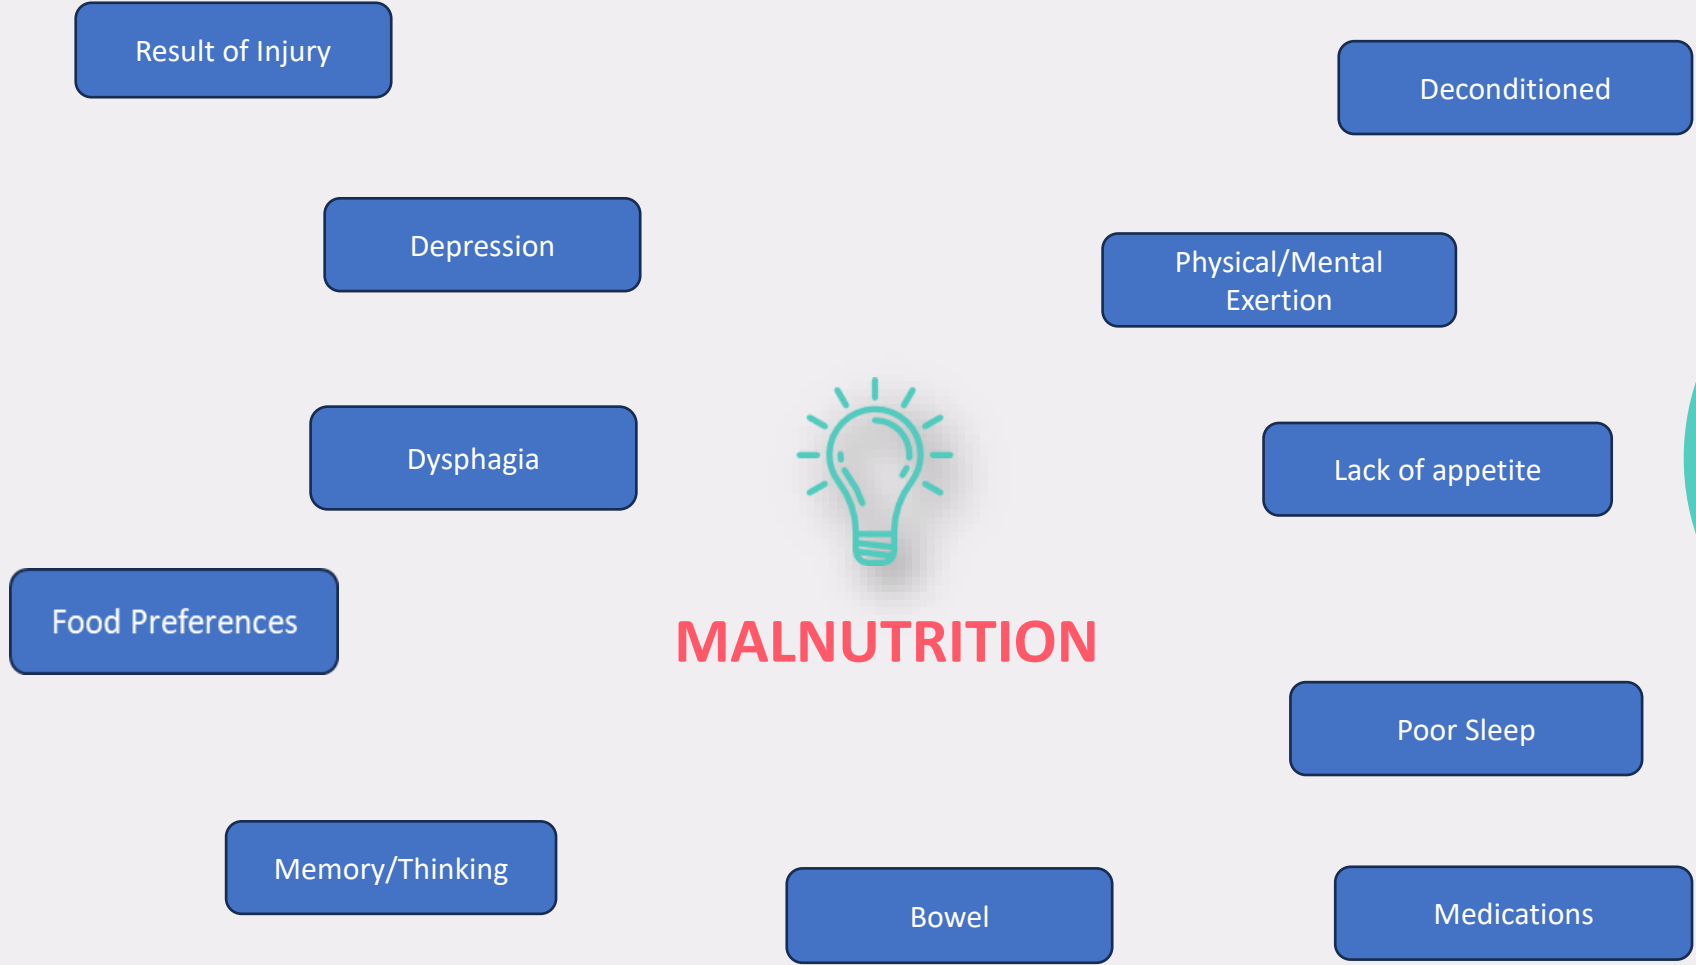 Result of Injury
Deconditioned
Depression
Physical/Mental
Exertion
Dysphagia
Lack of appetite
Food Preferences
MALNUTRITION
Poor Sleep
Memory/Thinking
Bowel
Medications